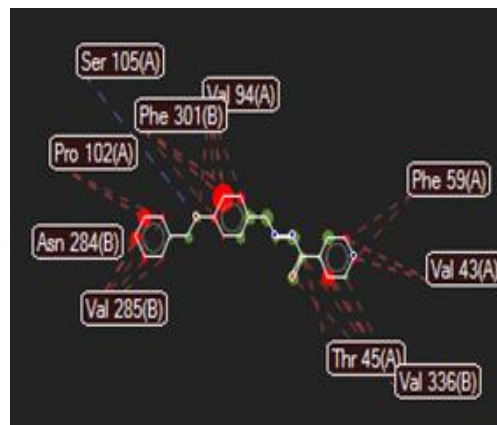 Ser 105(A)
Val 94(A)
Phe 301(B)
Pro 102(A)
Phe 59(A)
Asn 284(B)
Val 43(A)
Val 285(B)
Thr 45(A)
Val 336(B)